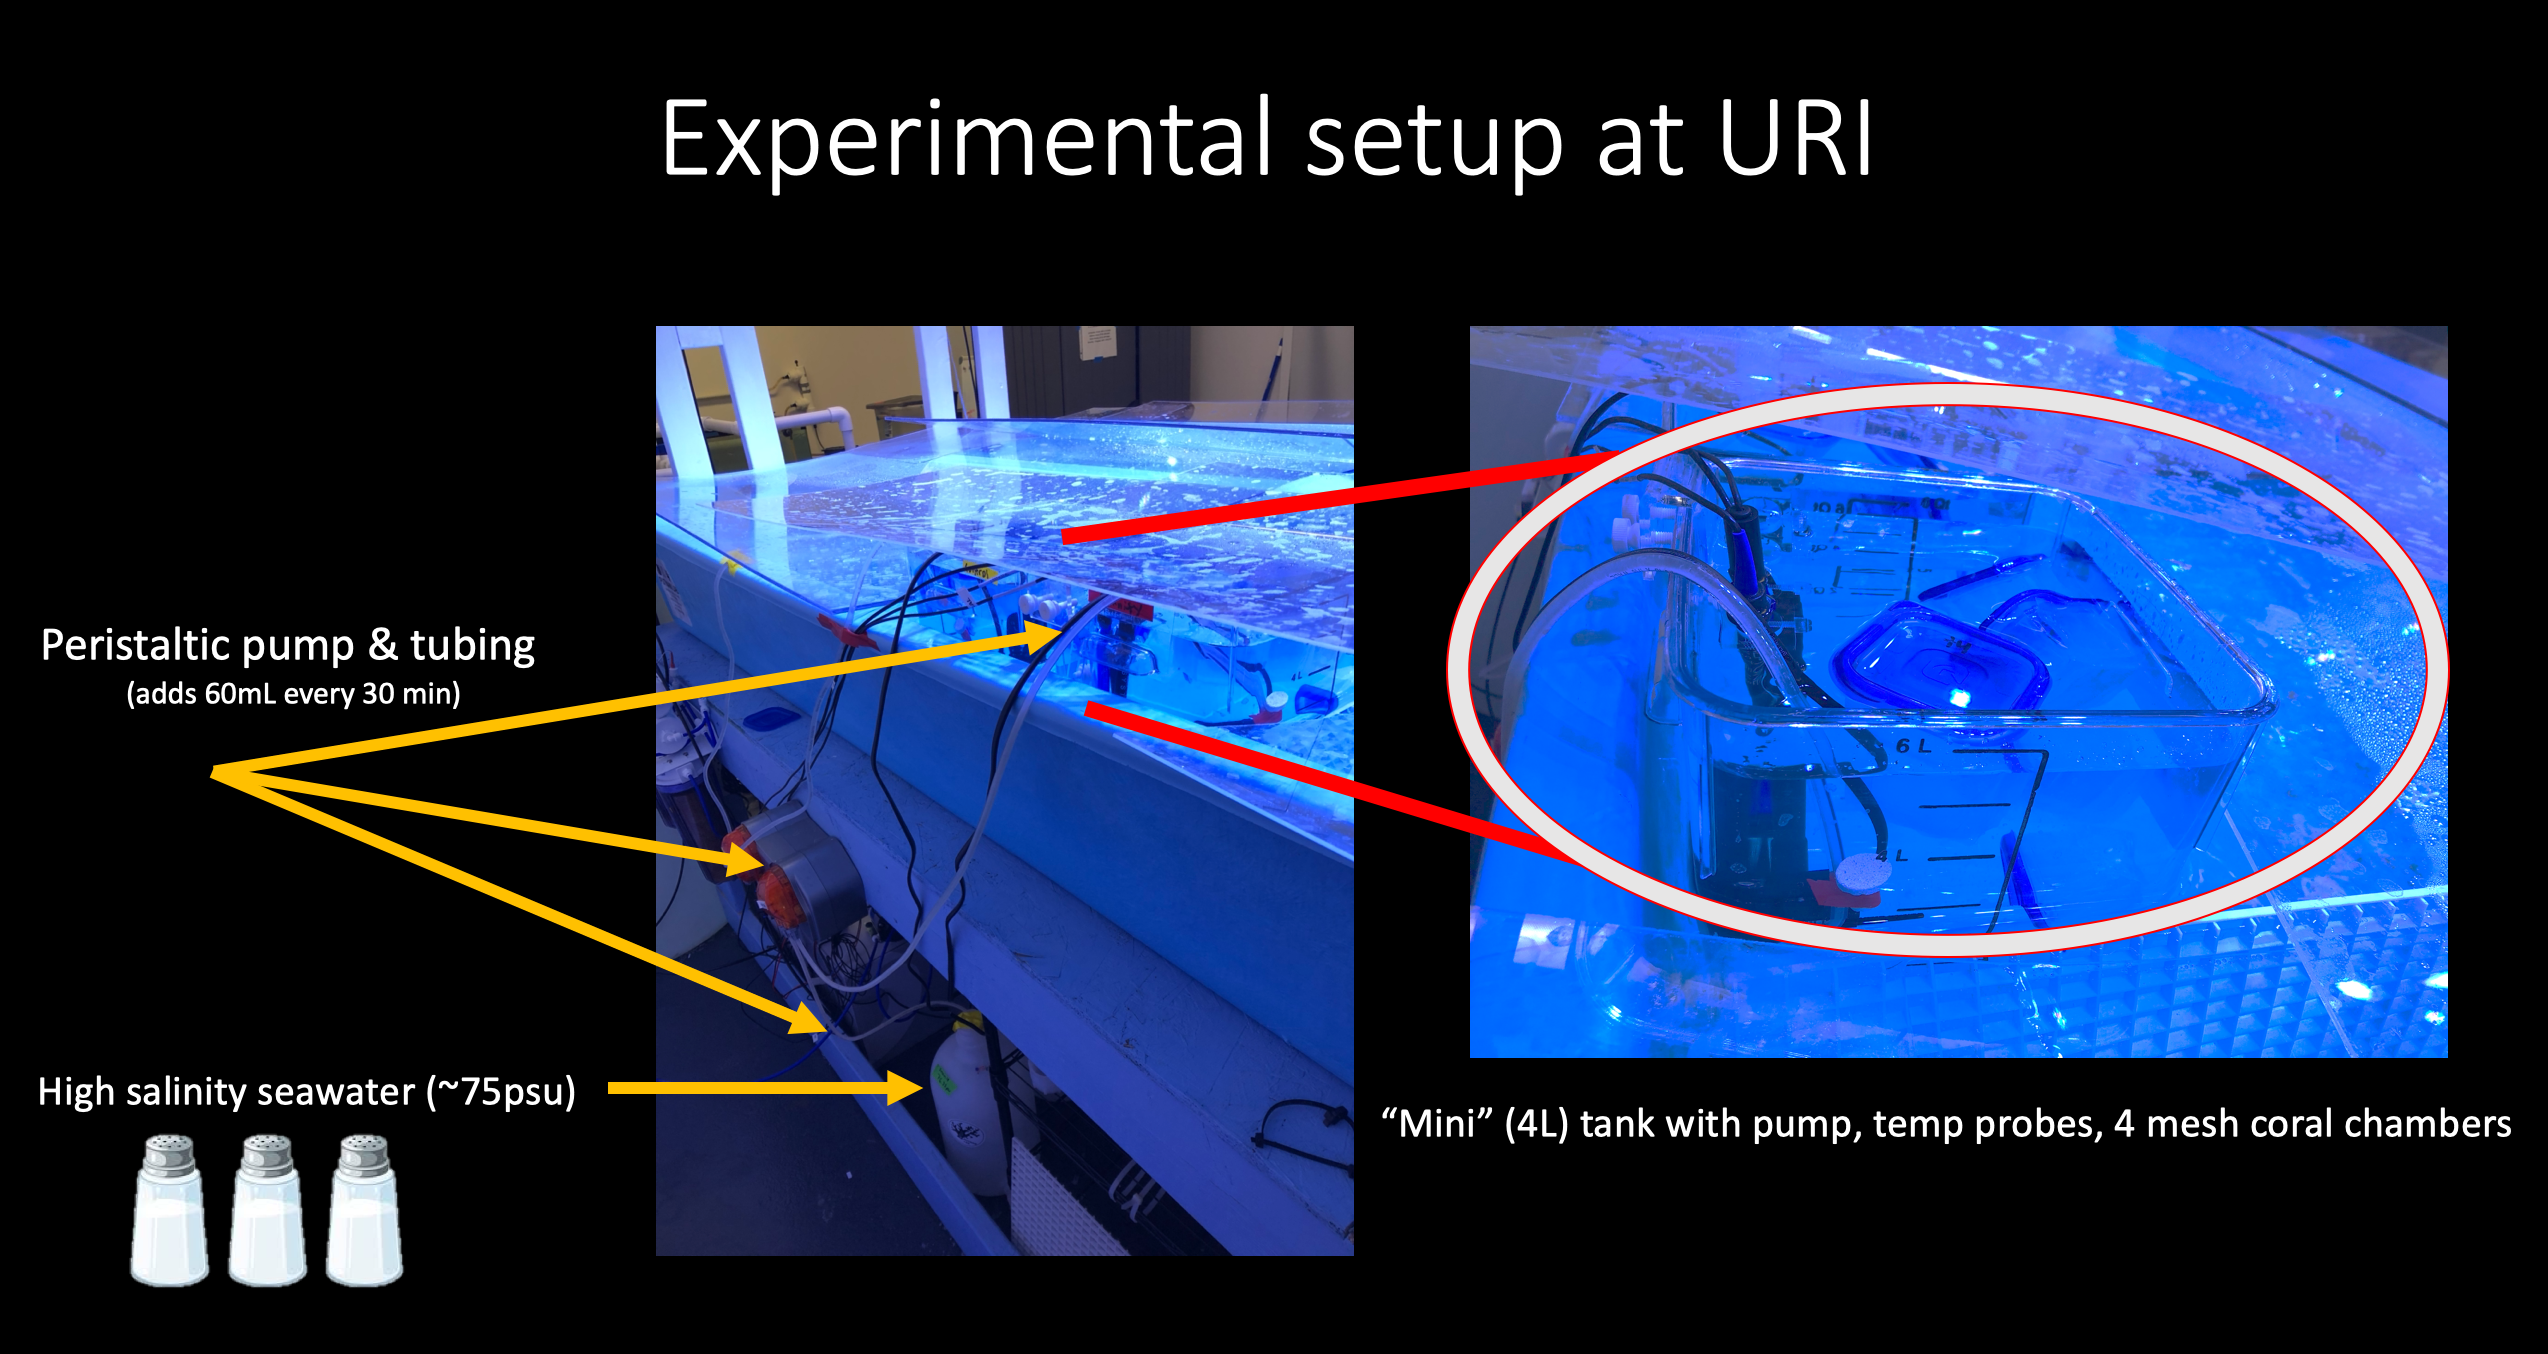 Experimental setup at URI
Peristaltic pump & tubing
(adds 60mL every 30 min)
High salinity seawater (~75psu)
6 L
4 L
“Mini” (4L) tank with pump, temp probes, 4 mesh coral chambers